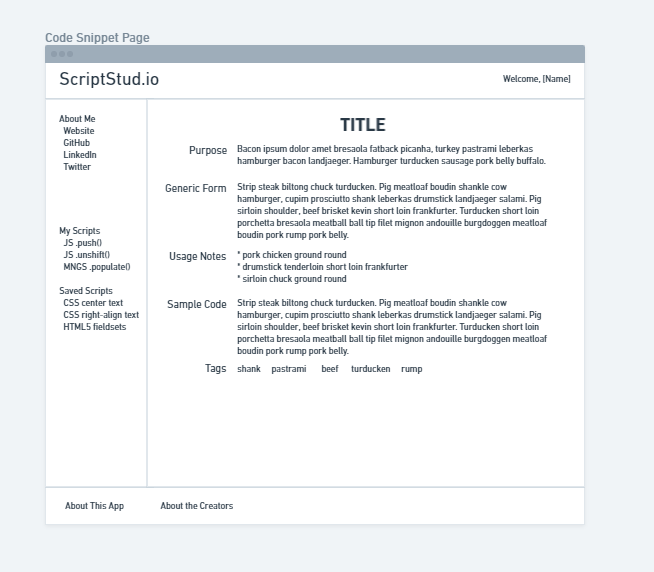 Code Snippet Page
ScriptStud.io
Welcome, [Name]
About Me
Website
GitHub
LinkedIn
Twitter
My Scripts
JS .push()
JS .unshift()
MNGS .populate()
Saved Scripts
CSS center text
CSS right-align text
HTML5 fieldsets
TITLE
Purpose
Bacon ipsum dolor amet bresaola fatback picanha, turkey pastrami leberkas
hamburger bacon landjaeger. Hamburger turducken sausage pork belly buffalo.
Generic Form
Strip steak biltong chuck turducken. Pig meatloaf boudin shankle cow
hamburger, cupim prosciutto shank leberkas drumstick landjaeger salami. Pig
sirloin shoulder, beef brisket kevin short loin frankfurter. Turducken short loin
porchetta bresaola meatball ball tip filet mignon andouille burgdoggen meatloaf
boudin pork rump pork belly.
Usage Notes
* pork chicken ground round
* drumstick tenderloin short loin frankfurter
* sirloin chuck ground round
Sample Code
Strip steak biltong chuck turducken. Pig meatloaf boudin shankle cow
hamburger, cupim prosciutto shank leberkas drumstick landjaeger salami. Pig
sirloin shoulder, beef brisket kevin short loin frankfurter. Turducken short loin
porchetta bresaola meatball ball tip filet mignon andouille burgdoggen meatloaf
boudin pork rump pork belly.
Tags
shank pastrami beef turducken rump
About This App
About the Creators